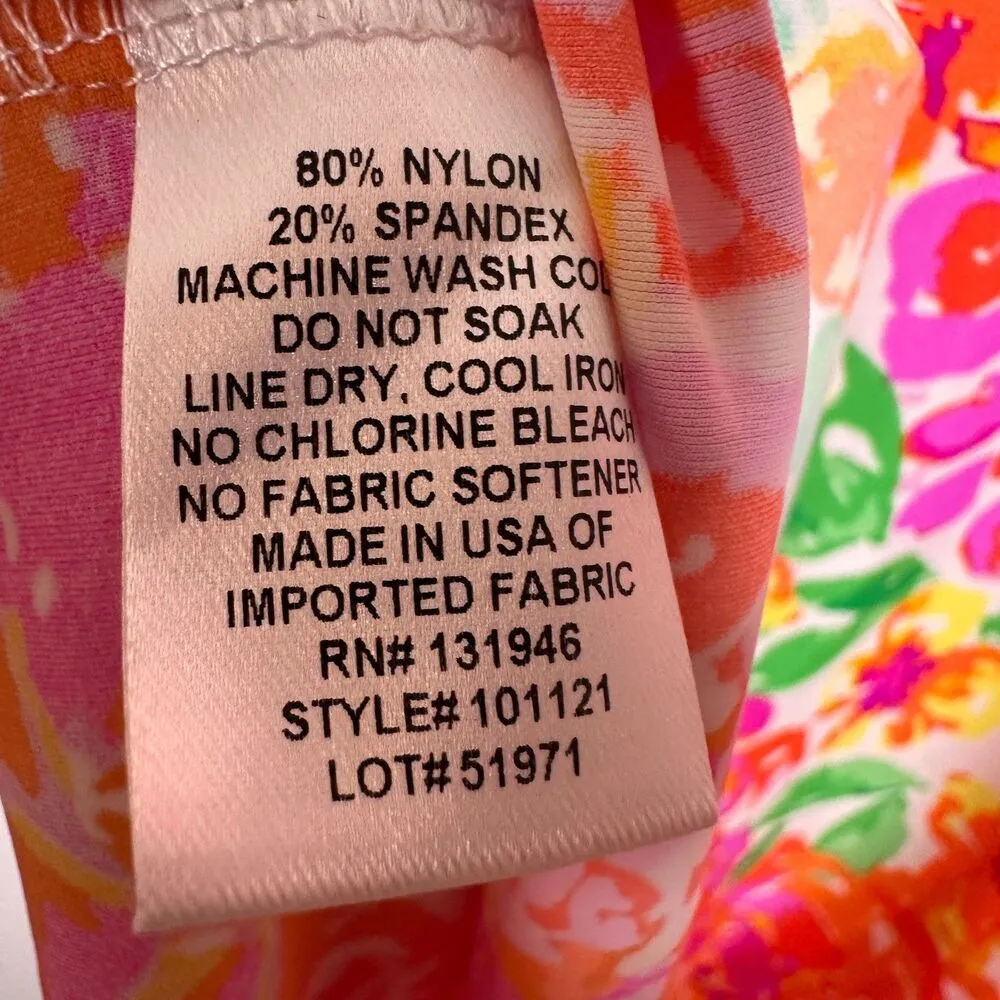 80% NYLON
20% SPANDEX
MACHINE WASH COL
DO NOT SOAK
LINE DRY, COOL IRON
NO CHLORINE BLEACH
NO FABRIC SOFTENER
MADE IN USA OF
IMPORTED FABRIC
RN# 131946
STYLE# 101121
LOT# 51971